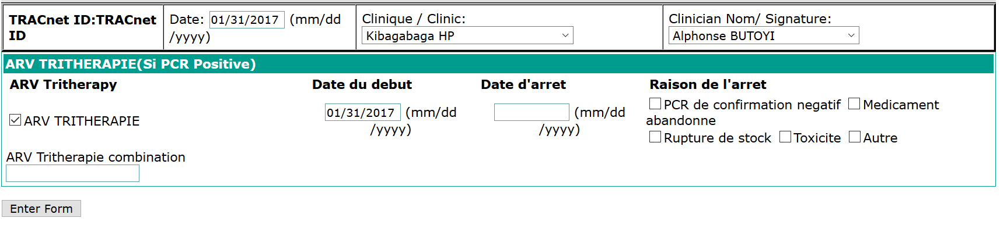 TRACnet ID:TRACnet
ID
Date: 01/31/2017 (mm/dd
/yyyy)
Clinique / Clinic:
Kibagabaga HP
Clinician Nom/ Signature:
Alphonse BUTOYI
ARV TRITHERAPIE(Si PCR Positive)
ARV Tritherapy Date du debut Date d'arret Raison de l'arret
ARV TRITHERAPIE
01/31/2017 (mm/dd
/yyyy)
(mm/dd
/yyyy)
PCR de confirmation negatif Medicament
abandonne
Rupture de stock Toxicite Autre
ARV Tritherapie combination
Enter Form